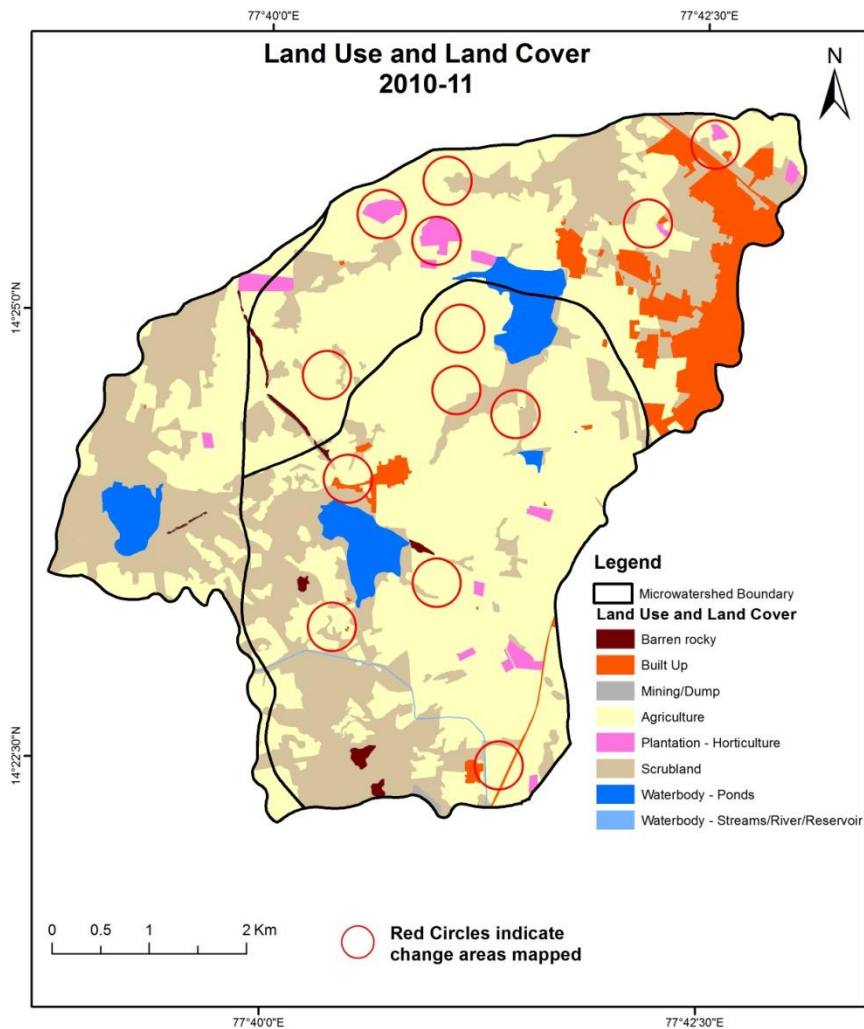 77°40'0"E
77°42'30"E
Land Use and Land Cover
2010-11
N
14°25'0"N
14°22'30"N
Legend
Microwatershed Boundary
Land Use and Land Cover
Barren rocky
Built Up
Mining/Dump
Agriculture
Plantation - Horticulture
Scrubland
Waterbody - Ponds
Waterbody - Streams/River/Reservoir
0 0.5 1 2 Km
Red Circles indicate
change areas mapped
77°40'0"E
77°42'30"E